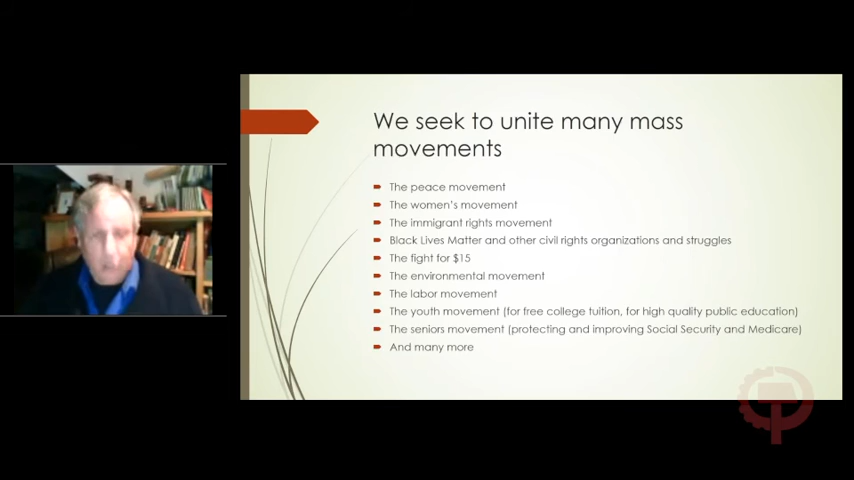 We seek to unite many mass
movements
The peace movement
The women's movement
The immigrant rights movement
Black Lives Matter and other civil rights organizations and struggles
The fight for $15
The environmental movement
The labor movement
The youth movement (for free college tuition, for high quality public education)
The seniors movement (protecting and improving Social Security and Medicare)
And many more